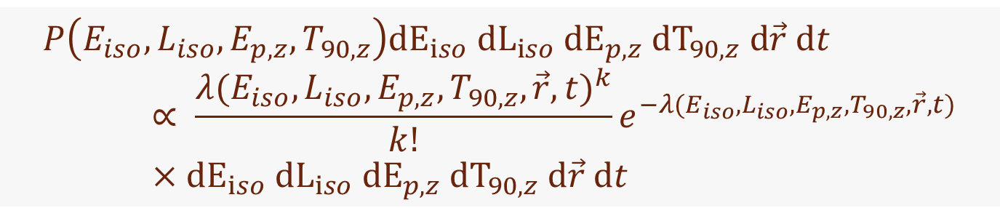 P(E_{iso}, L_{iso}, E_{p,z}, T_{90,z})dE_{iso} dL_{iso} dE_{p,z} dT_{90,z} d\vec{r} dt
∝ \frac{λ(E_{iso}, L_{iso}, E_{p,z}, T_{90,z}, \vec{r}, t)^k}{k!} e^{-λ(E_{iso},L_{iso},E_{p,z},T_{90,z},\vec{r},t)}
× dE_{iso} dL_{iso} dE_{p,z} dT_{90,z} d\vec{r} dt